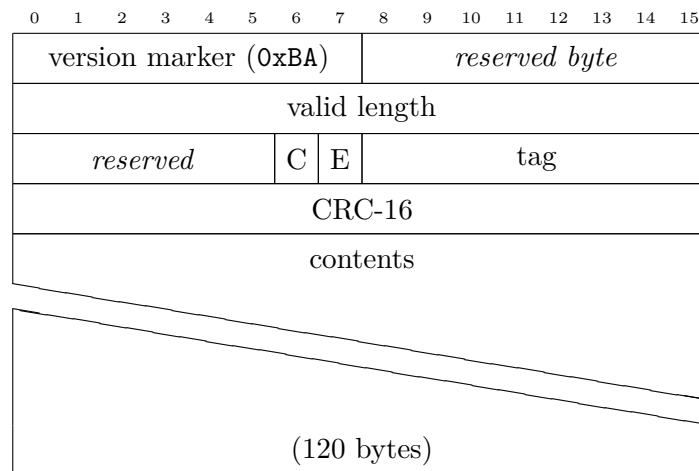 0 1 2 3 4 5 6 7 8 9 10 11 12 13 14 15
version marker (0xBA) reserved byte
valid length
reserved C E tag
CRC-16
contents
(120 bytes)